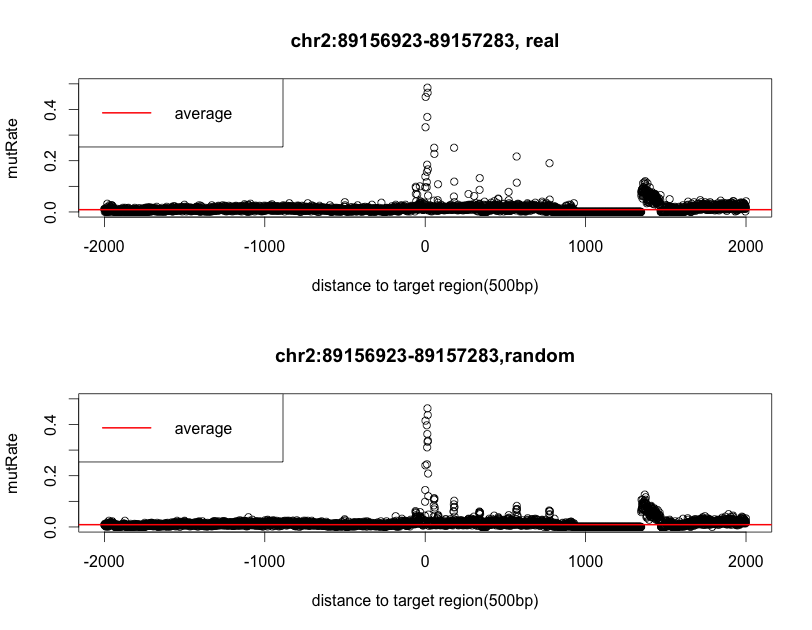 chr2:89156923-89157283, real
mutRate
0.4
0.2
0.0
average
-2000 -1000 0 1000 2000
distance to target region(500bp)
chr2:89156923-89157283,random
mutRate
0.4
0.2
0.0
average
-2000 -1000 0 1000 2000
distance to target region(500bp)